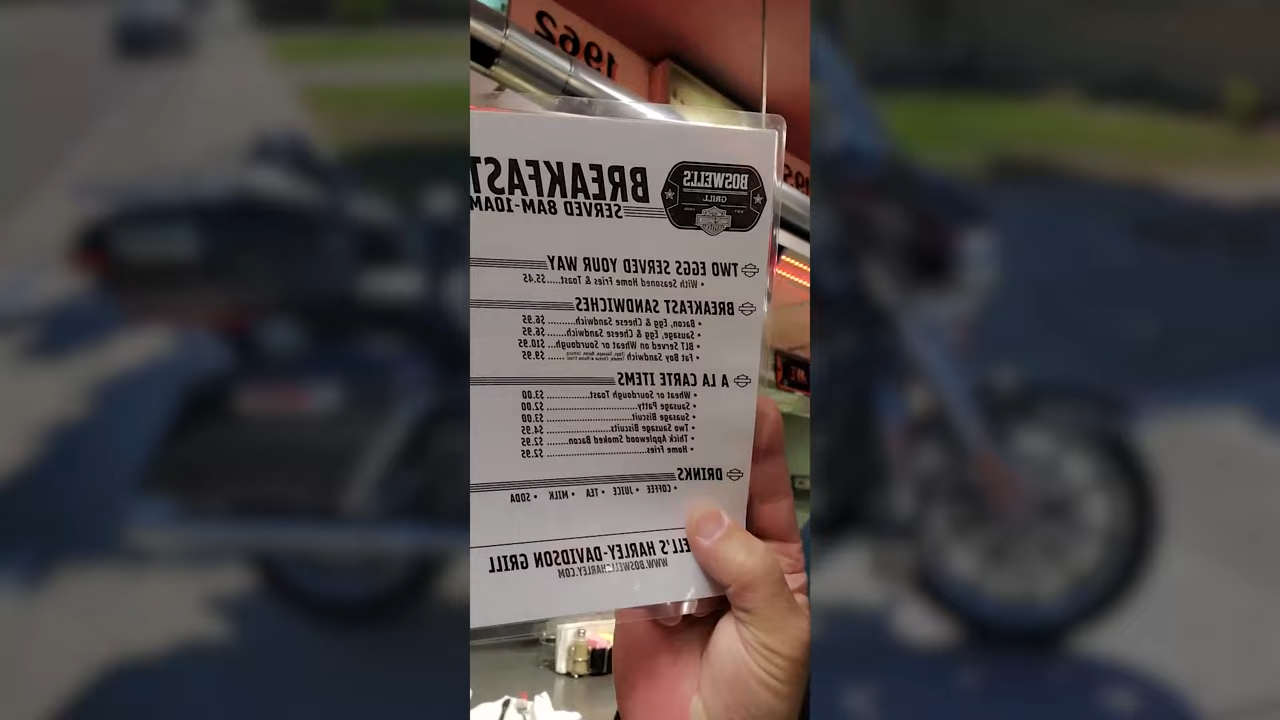 1962
BOSWELLS
GRILL
BREAKFAST
SERVED 8AM-10AM
TWO EGGS SERVED YOUR WAY
• With Seasoned Home Fries & Toast.....$5.45
BREAKFAST SANDWICHES
• Bacon, Egg & Cheese Sandwich.......... $6.95
• Sausage, Egg & Cheese Sandwich...... $6.95
• BLT Served on Wheat or Sourdough... $10.95
• Fat Boy Sandwich ...... $9.95
A LA CARTE ITEMS
• Wheat or Sourdough Toast............... $3.00
• Sausage Patty............................ $2.00
• Suasage Biscuit........................... $3.00
• Two Sausage Biscuits.................... $4.95
• Thick Applewood Smoked Bacon....... $2.95
• Home Fries............................... $2.95
DRINKS
• COFFEE • JUICE • TEA • MILK • SODA
ELL'S HARLEY-DAVIDSON GRILL
WWW.BOSWELLHARLEY.COM